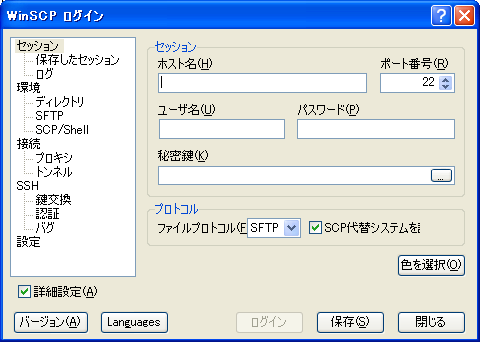 WinSCP ログイン
セッション
保存したセッション
ログ
環境
ディレクトリ
SFTP
SCP/Shell
接続
プロキシ
トンネル
SSH
鍵交換
認証
バグ
設定
詳細設定(A)
セッション
ホスト名(H) ポート番号(R)
22
ユーザ名(U) パスワード(P)
秘密鍵(K)
...
プロトコル
ファイルプロトコル(F SFTP SCP代替システムを
色を選択(O)
バージョン(A) Languages ログイン 保存(S) 閉じる